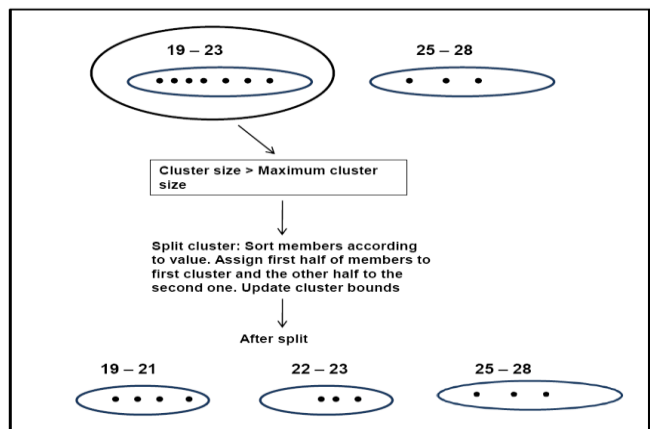 19 – 23
25 – 28
Cluster size > Maximum cluster
size
Split cluster: Sort members according
to value. Assign first half of members to
first cluster and the other half to the
second one. Update cluster bounds
After split
19 – 21
22 – 23
25 – 28